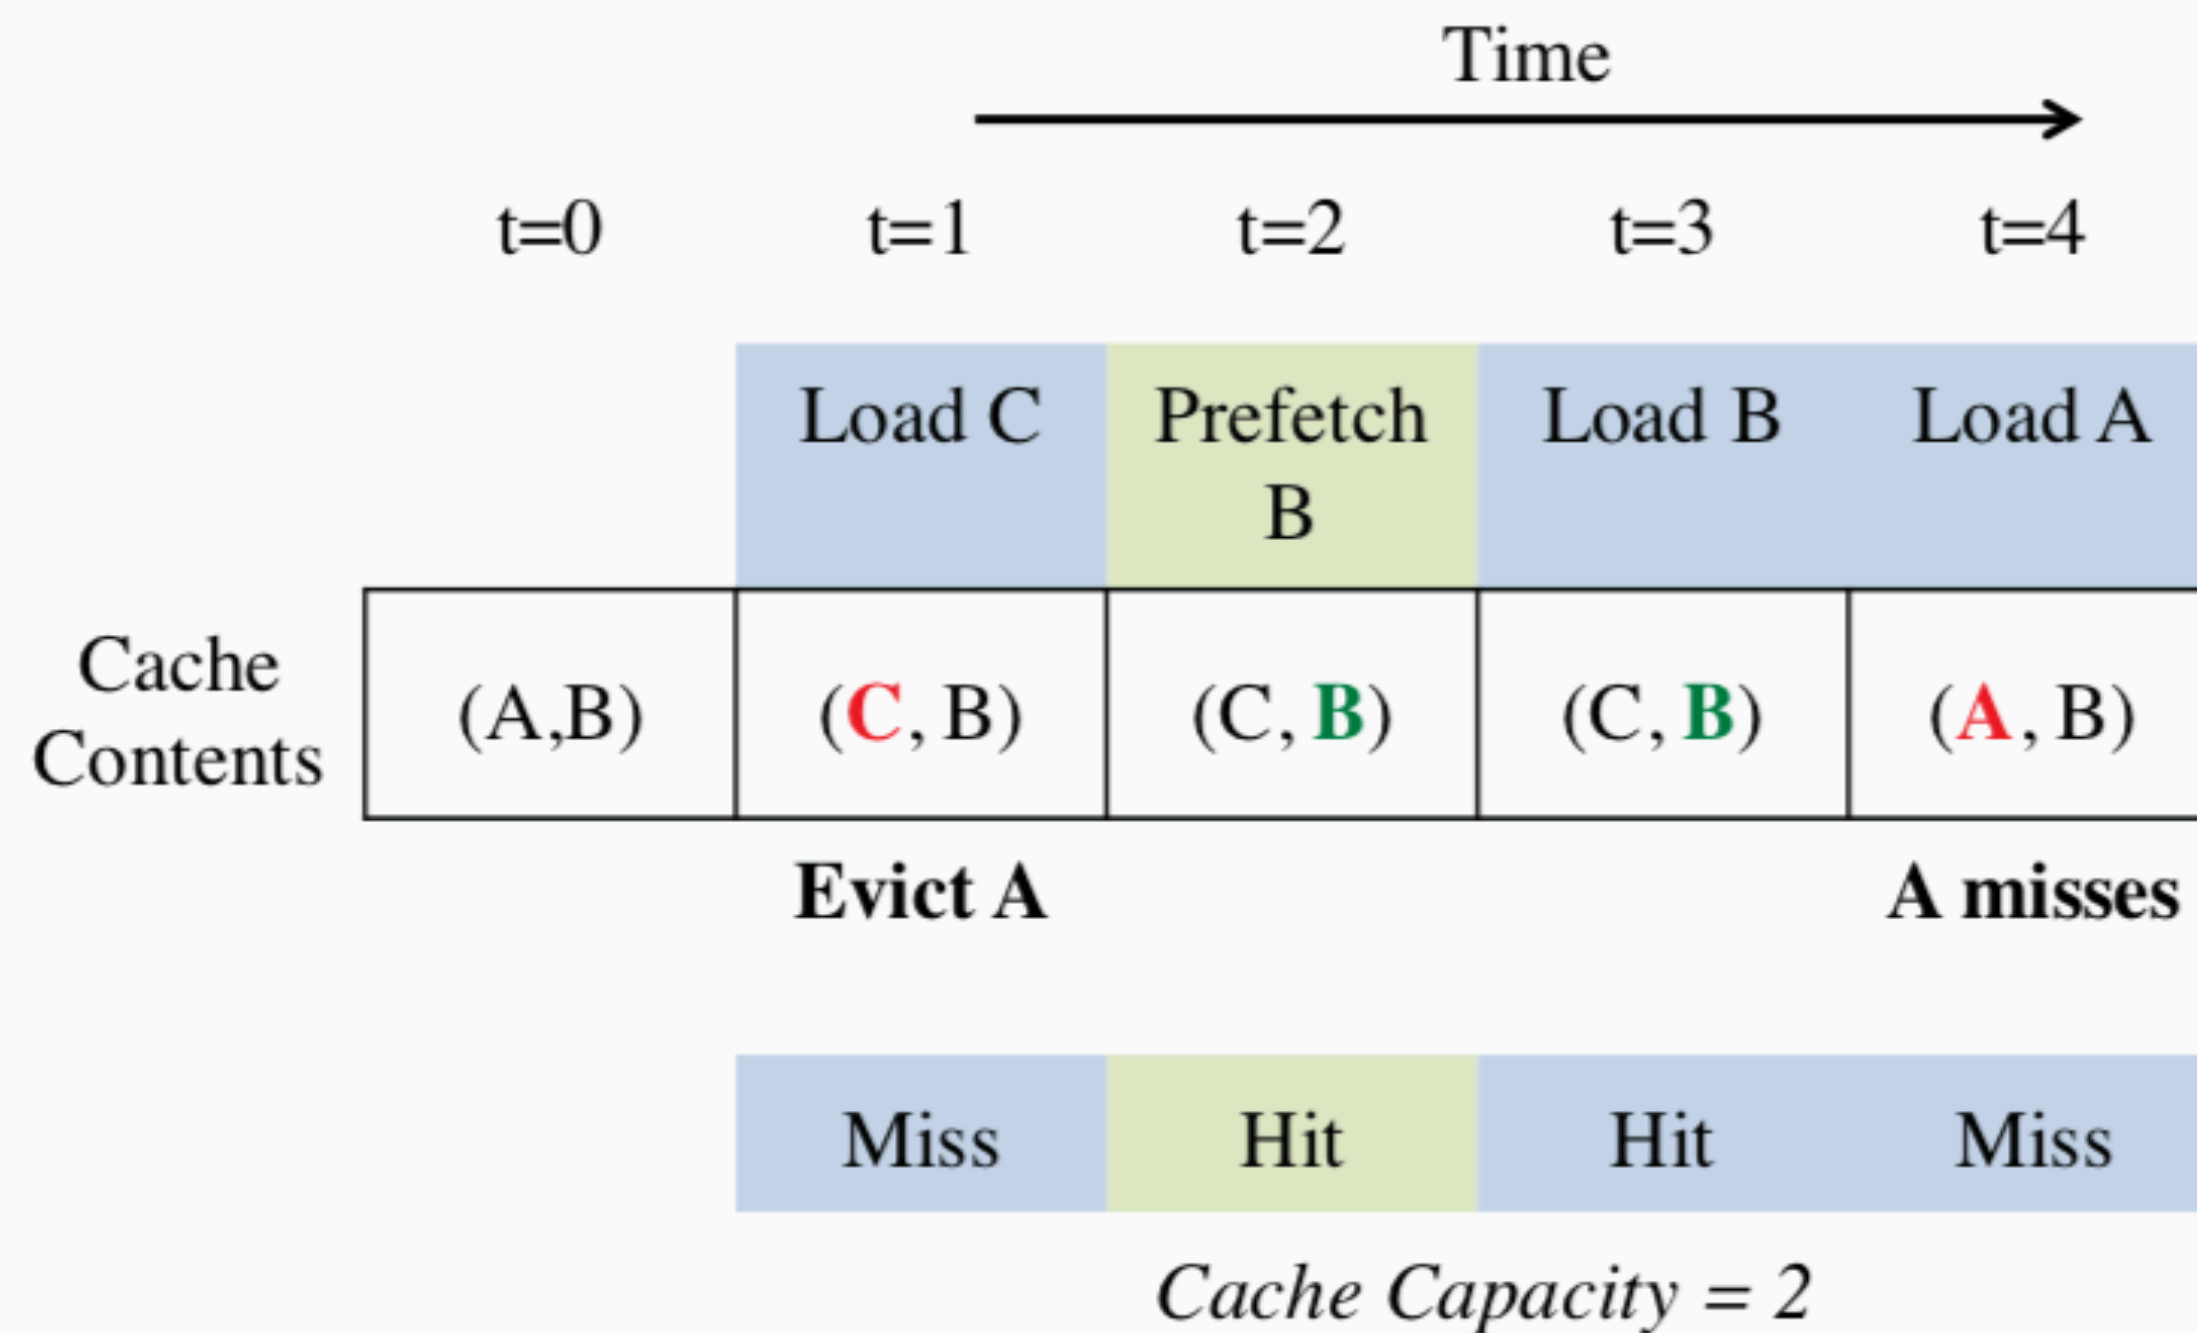 Time
t=0 t=1 t=2 t=3 t=4
Load C Prefetch Load B Load A
B
Cache
Contents
(A,B) (C, B) (C, B) (C, B) (A, B)
Evict A A misses
Miss Hit Hit Miss
Cache Capacity = 2